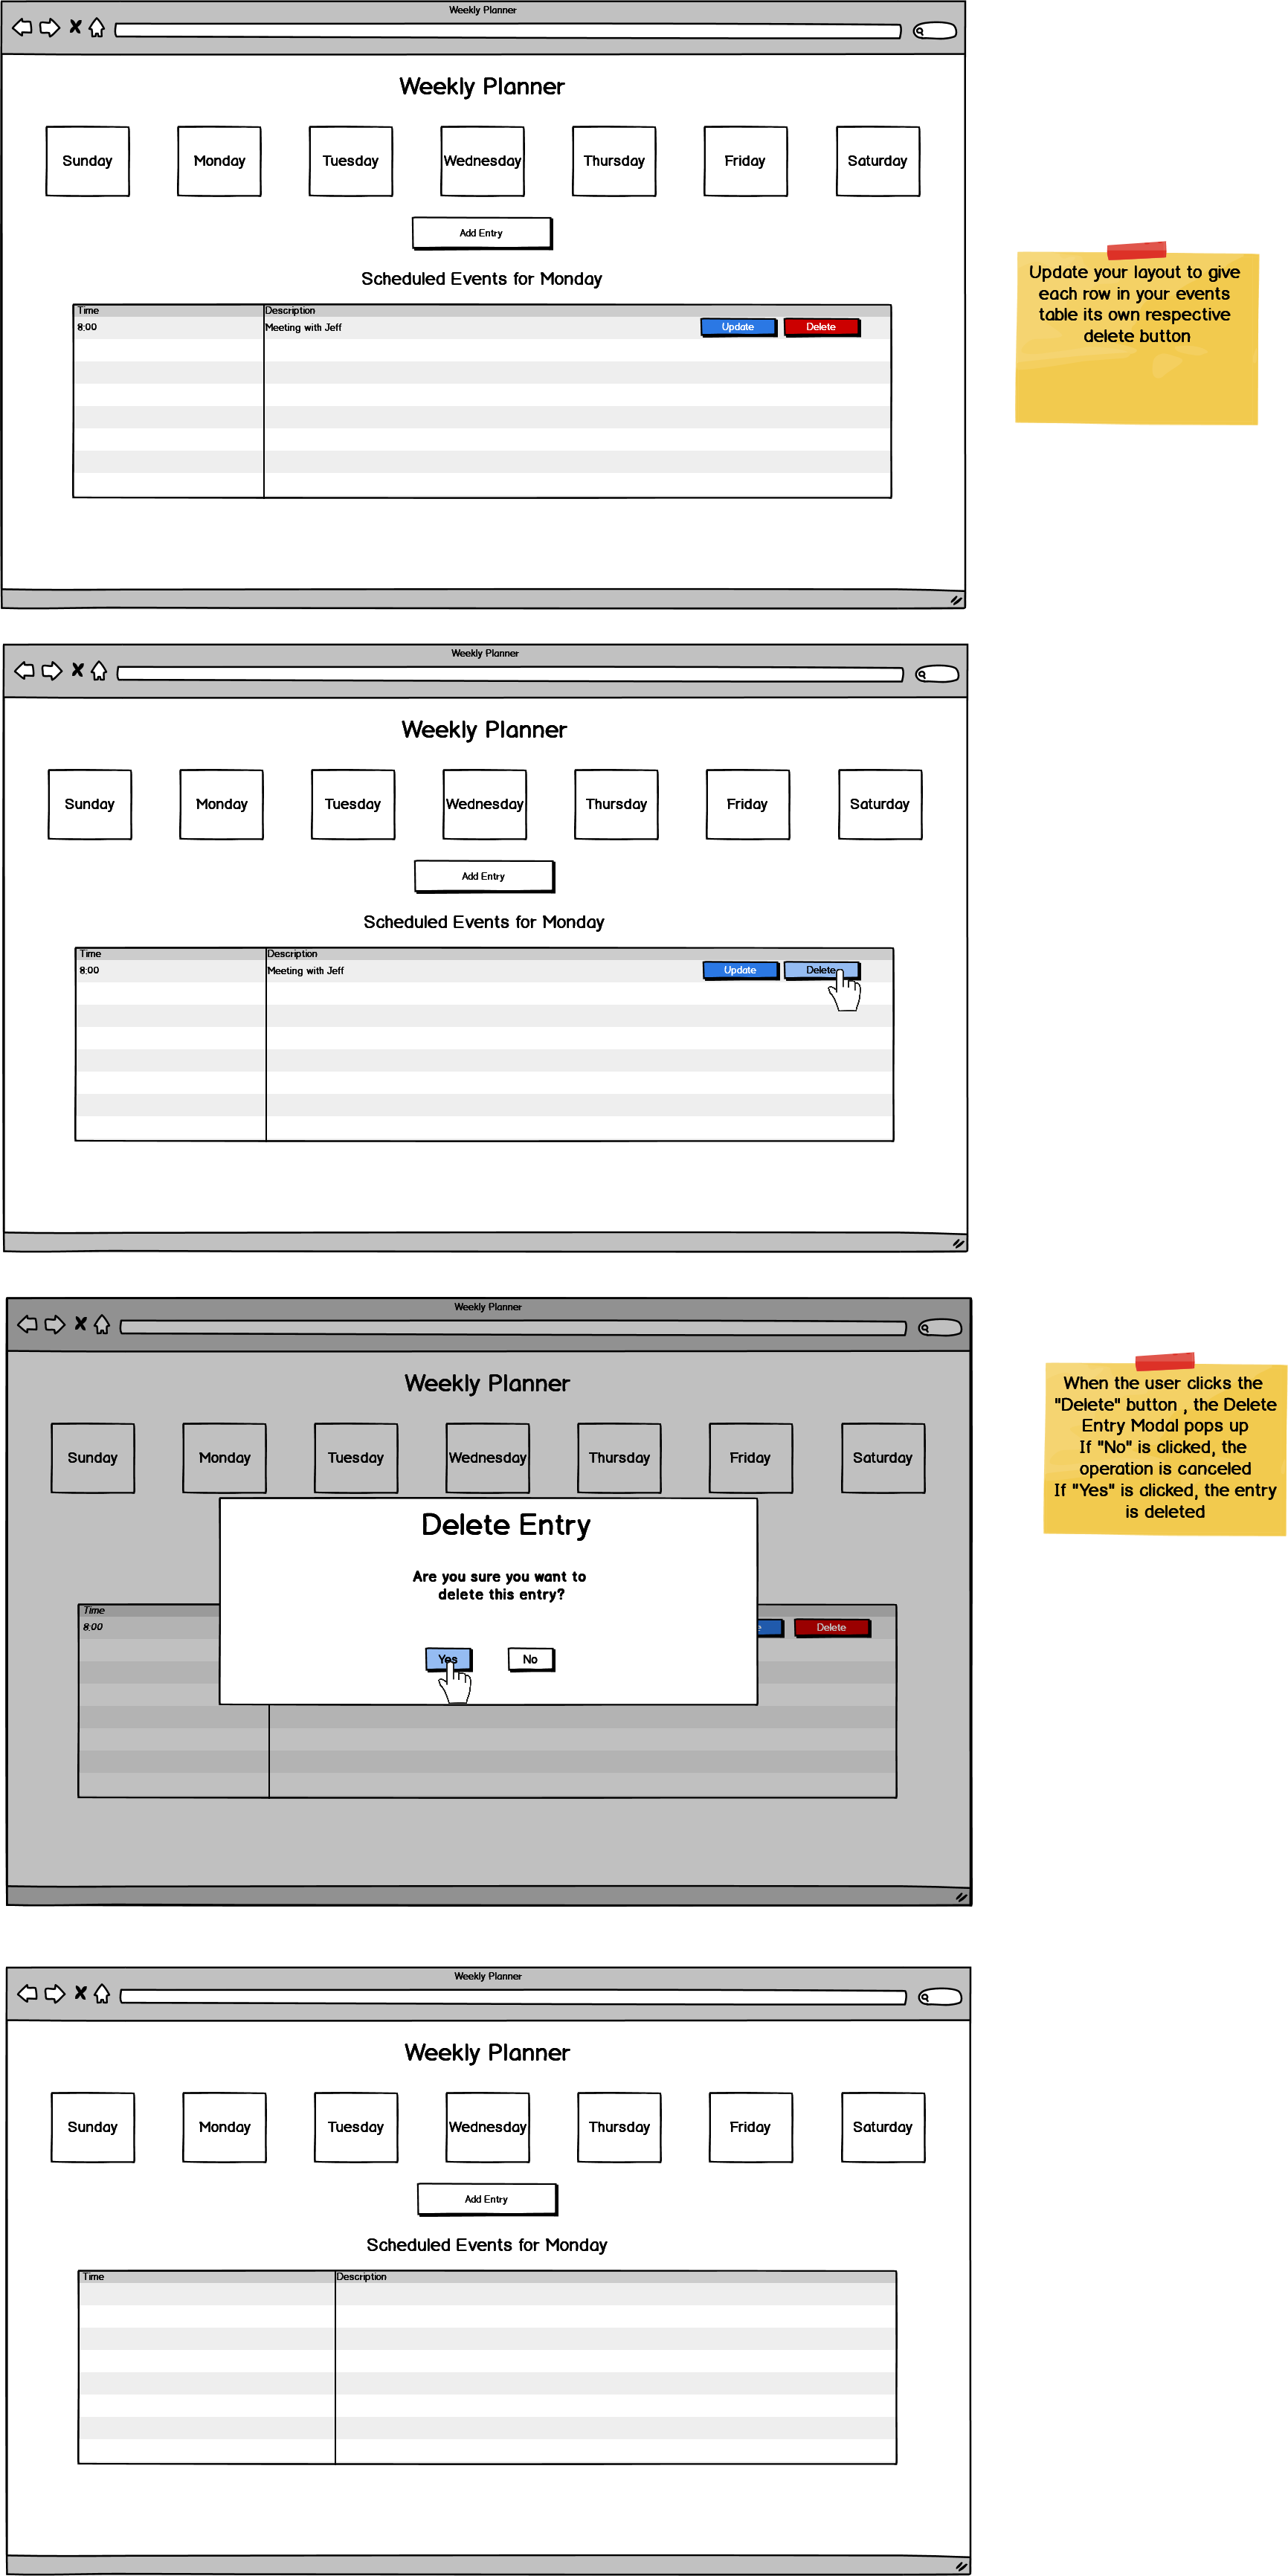 Weekly Planner
Weekly Planner
Sunday Monday Tuesday Wednesday Thursday Friday Saturday
Add Entry
Scheduled Events for Monday
Time Description
8:00 Meeting with Jeff Update Delete
Update your layout to give
each row in your events
table its own respective
delete button
Weekly Planner
Weekly Planner
Sunday Monday Tuesday Wednesday Thursday Friday Saturday
Add Entry
Scheduled Events for Monday
Time Description
8:00 Meeting with Jeff Update Delete
Weekly Planner
Weekly Planner
Sunday Monday Tuesday Wednesday Thursday Friday Saturday
Delete Entry
Are you sure you want to
delete this entry?
Time
8:00 e Delete
Yes No
When the user clicks the
"Delete" button , the Delete
Entry Modal pops up
If "No" is clicked, the
operation is canceled
If "Yes" is clicked, the entry
is deleted
Weekly Planner
Weekly Planner
Sunday Monday Tuesday Wednesday Thursday Friday Saturday
Add Entry
Scheduled Events for Monday
Time Description